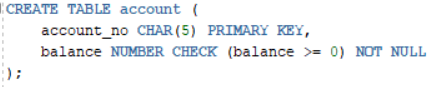 CREATE TABLE account (
account_no CHAR(5) PRIMARY KEY,
balance NUMBER CHECK (balance >= 0) NOT NULL
);